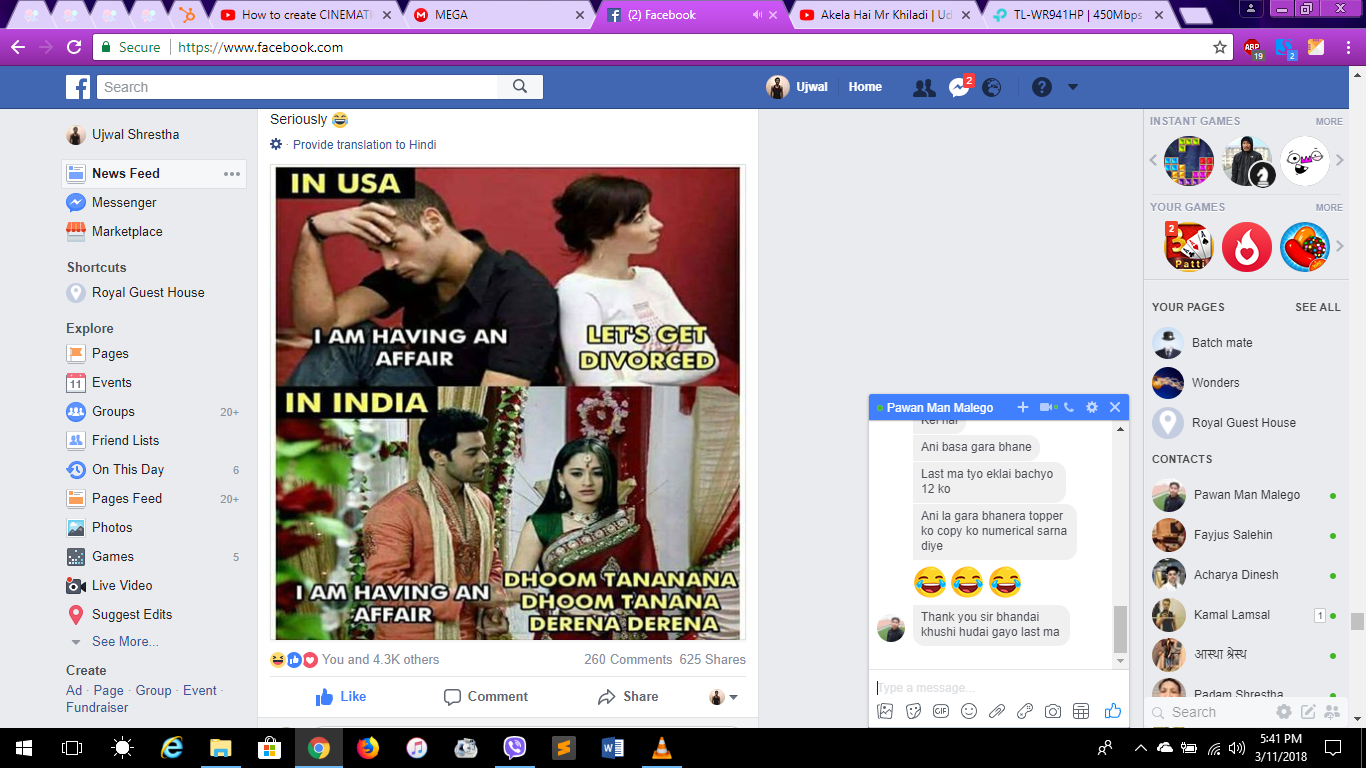 How to create CINEMATI
MEGA
(2) Facebook
Akela Hai Mr Khiladi | Ud
TL-WR941HP | 450Mbps
Secure
https://www.facebook.com
ABP
19
2
Search
Ujwal
Home
2
Ujwal Shrestha
News Feed
Messenger
Marketplace
Shortcuts
Royal Guest House
Explore
Pages
11
Events
Groups 20+
Friend Lists
On This Day 6
Pages Feed 20+
Photos
Games 5
Live Video
Suggest Edits
See More...
Create
Ad · Page · Group · Event ·
Fundraiser
Seriously 😂
· Provide translation to Hindi
IN USA
I AM HAVING AN
AFFAIR
LET'S GET
DIVORCED
IN INDIA
I AM HAVING AN
AFFAIR
DHOOM TANANANA
DHOOM TANANA
DERENA DERENA
You and 4.3K others
260 Comments 625 Shares
Like
Comment
Share
Pawan Man Malego
Ani basa gara bhane
Last ma tyo eklai bachyo
12 ko
Ani la gara bhanera topper
ko copy ko numerical sarna
diye
😂😂😂
Thank you sir bhandai
khushi hudai gayo last ma
Type a message...
GIF
INSTANT GAMES MORE
YOUR GAMES MORE
2
3
Patti
YOUR PAGES SEE ALL
Batch mate
Wonders
Royal Guest House
CONTACTS
Pawan Man Malego
Fayjus Salehin
Acharya Dinesh
Kamal Lamsal 1
आस्था श्रेस्थ
Padam Shrestha
Search
5:41 PM
3/11/2018